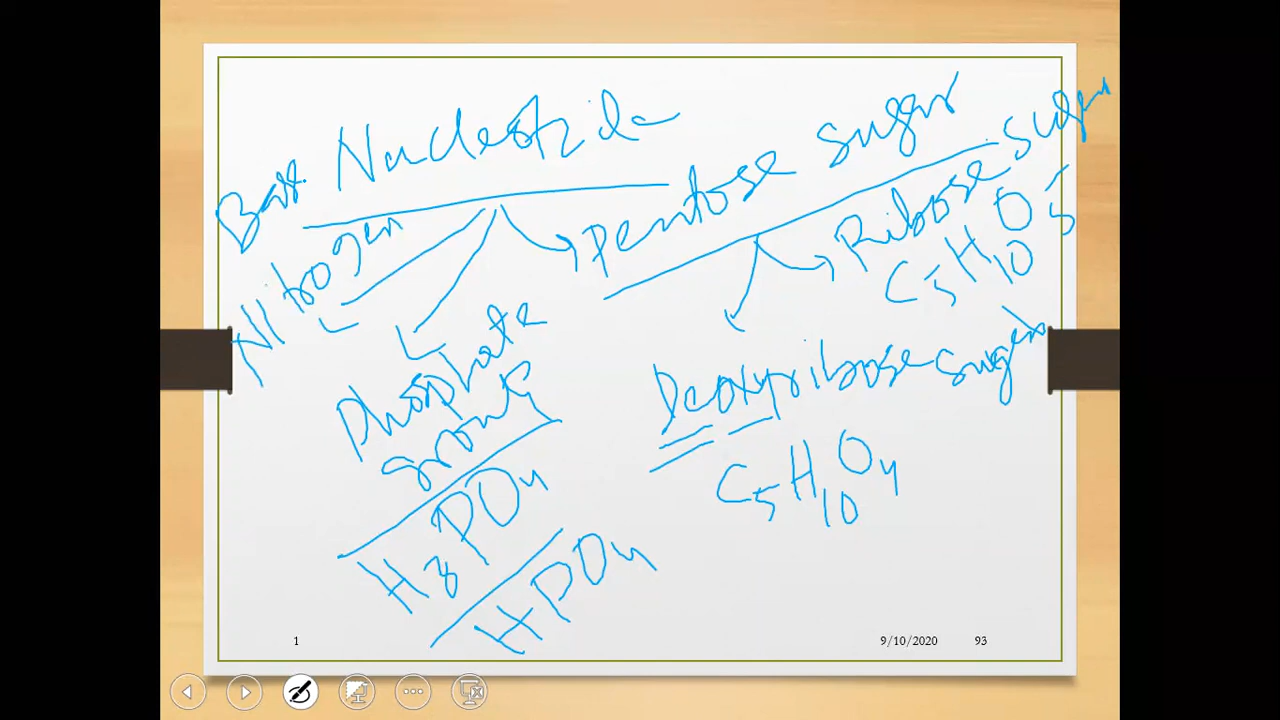 Nucleotide
Nitrogen
Base
Phosphate
group
H3PO4
HPO4
Pentose sugar
Ribose sugar
C5H10O5
Deoxyribose sugar
C5H10O4
1
9/10/2020
93